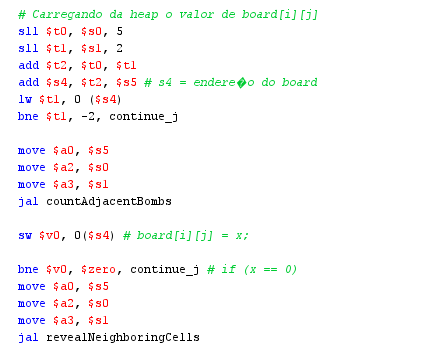 # Carregando da heap o valor de board[i][j]
sll $t0, $s0, 5
sll $t1, $s1, 2
add $t2, $t0, $t1
add $s4, $t2, $s5 # s4 = endere�o do board
lw $t1, 0 ($s4)
bne $t1, -2, continue_j
move $a0, $s5
move $a2, $s0
move $a3, $s1
jal countAdjacentBombs
sw $v0, 0($s4) # board[i][j] = x;
bne $v0, $zero, continue_j # if (x == 0)
move $a0, $s5
move $a2, $s0
move $a3, $s1
jal revealNeighboringCells